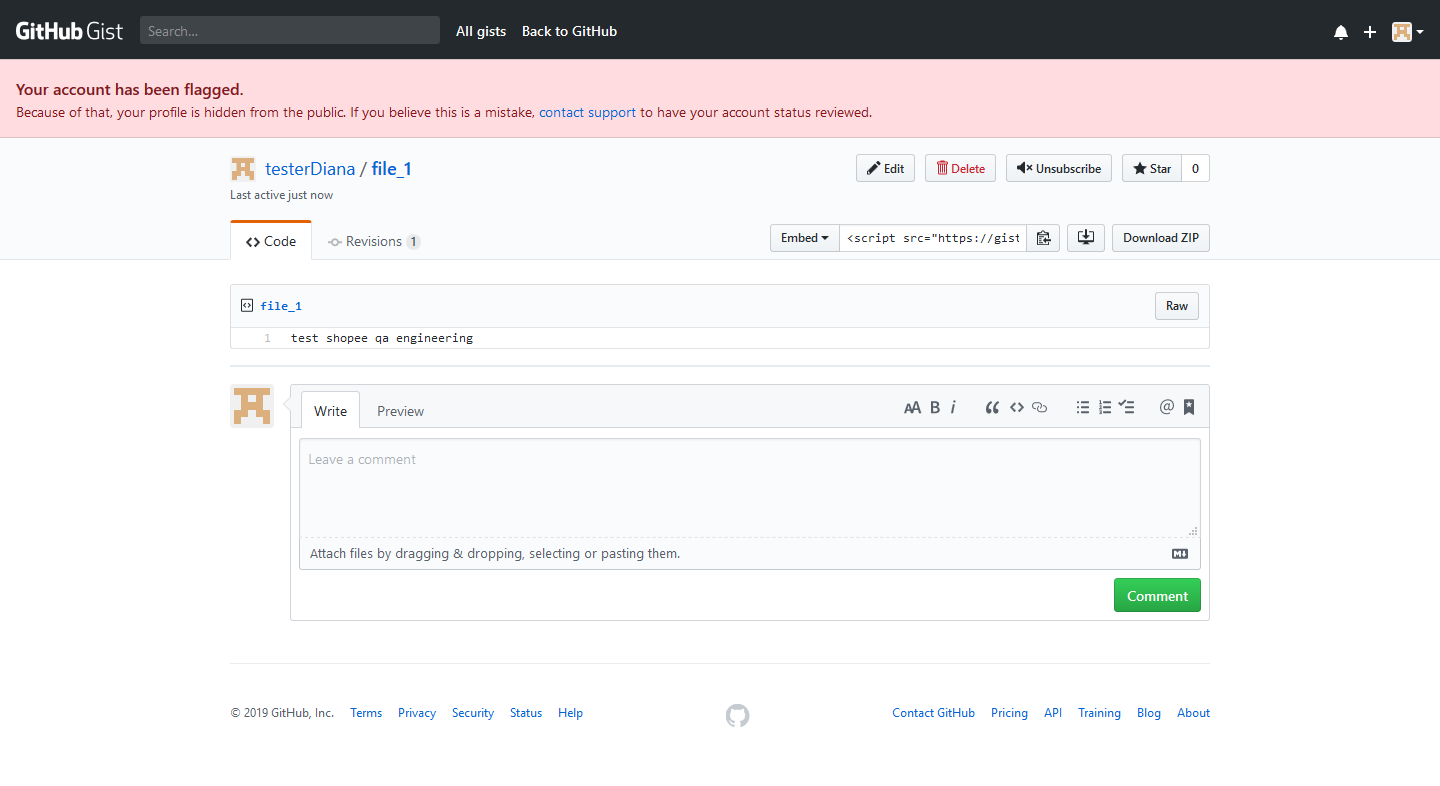 GitHub Gist Search… All gists Back to GitHub
Your account has been flagged.
Because of that, your profile is hidden from the public. If you believe this is a mistake, contact support to have your account status reviewed.
testerDiana / file_1 Edit Delete Unsubscribe Star 0
Last active just now
Code Revisions 1 Embed <script src="https://gist Download ZIP
file_1 Raw
1 test shopee qa engineering
Write Preview AA B i @
Leave a comment
Attach files by dragging & dropping, selecting or pasting them. M
Comment
© 2019 GitHub, Inc. Terms Privacy Security Status Help Contact GitHub Pricing API Training Blog About